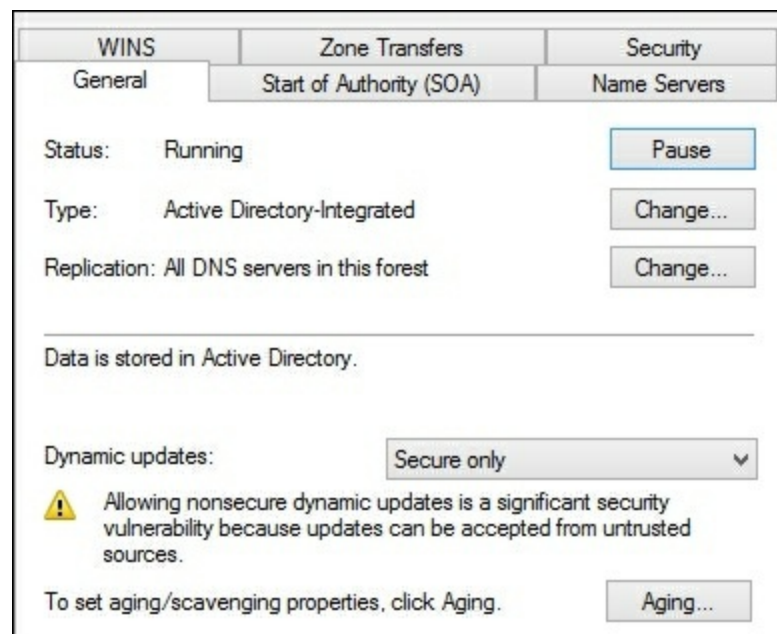 WINS Zone Transfers Security
General Start of Authority (SOA) Name Servers
Status: Running Pause
Type: Active Directory-Integrated Change...
Replication: All DNS servers in this forest Change...
Data is stored in Active Directory.
Dynamic updates: Secure only
Allowing nonsecure dynamic updates is a significant security
vulnerability because updates can be accepted from untrusted
sources.
To set aging/scavenging properties, click Aging. Aging...